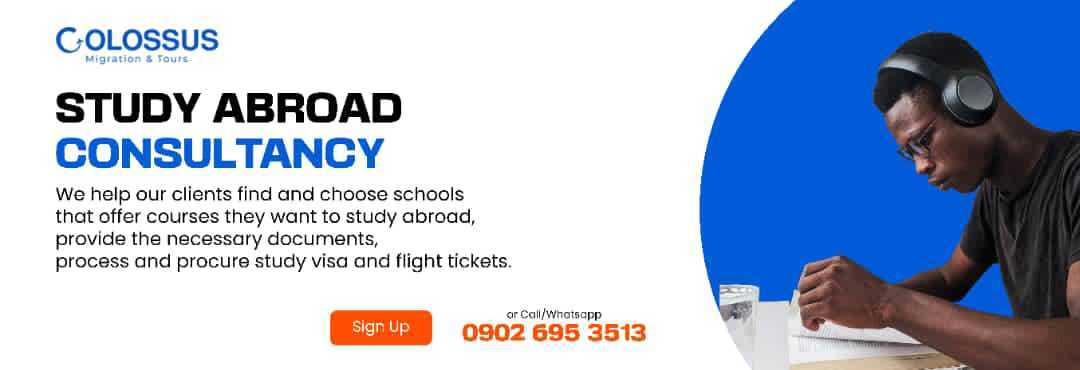 COLOSSUS
Migration & Tours
STUDY ABROAD
CONSULTANCY
We help our clients find and choose schools
that offer courses they want to study abroad,
provide the necessary documents,
process and procure study visa and flight tickets.
Sign Up
or Call/Whatsapp
0902 695 3513